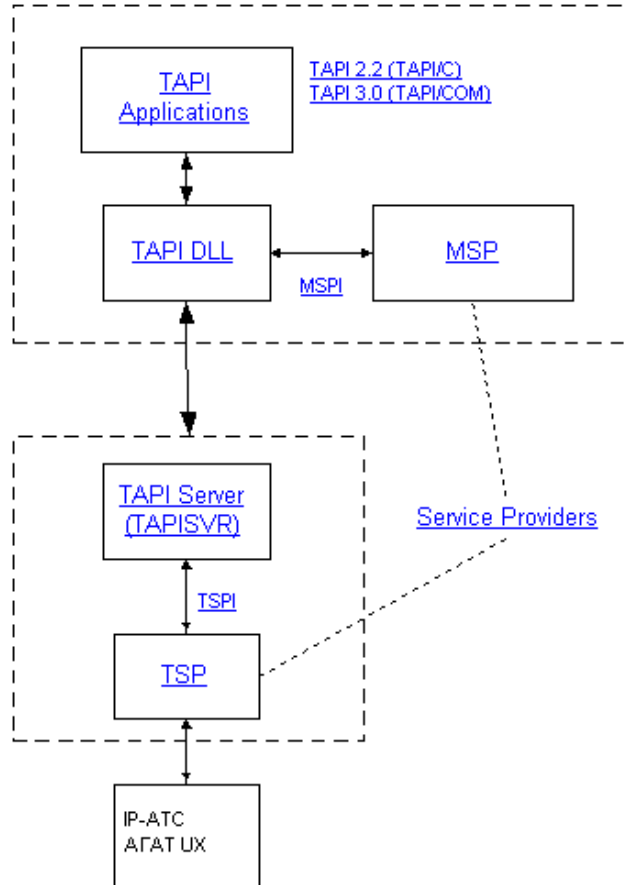 TAPI
Applications
TAPI 2.2 (TAPI/C)
TAPI 3.0 (TAPI/COM)
TAPI DLL
MSPI
MSP
TAPI Server
(TAPISVR)
Service Providers
TSPI
TSP
IP-АТС
АГАТ UX